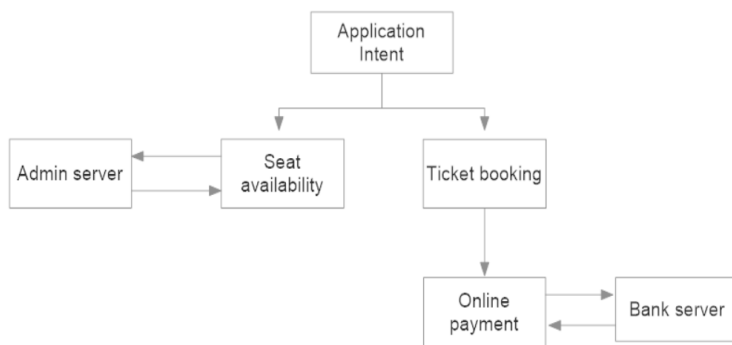 Application
Intent
Admin server
Seat
availability
Ticket booking
Online
payment
Bank server